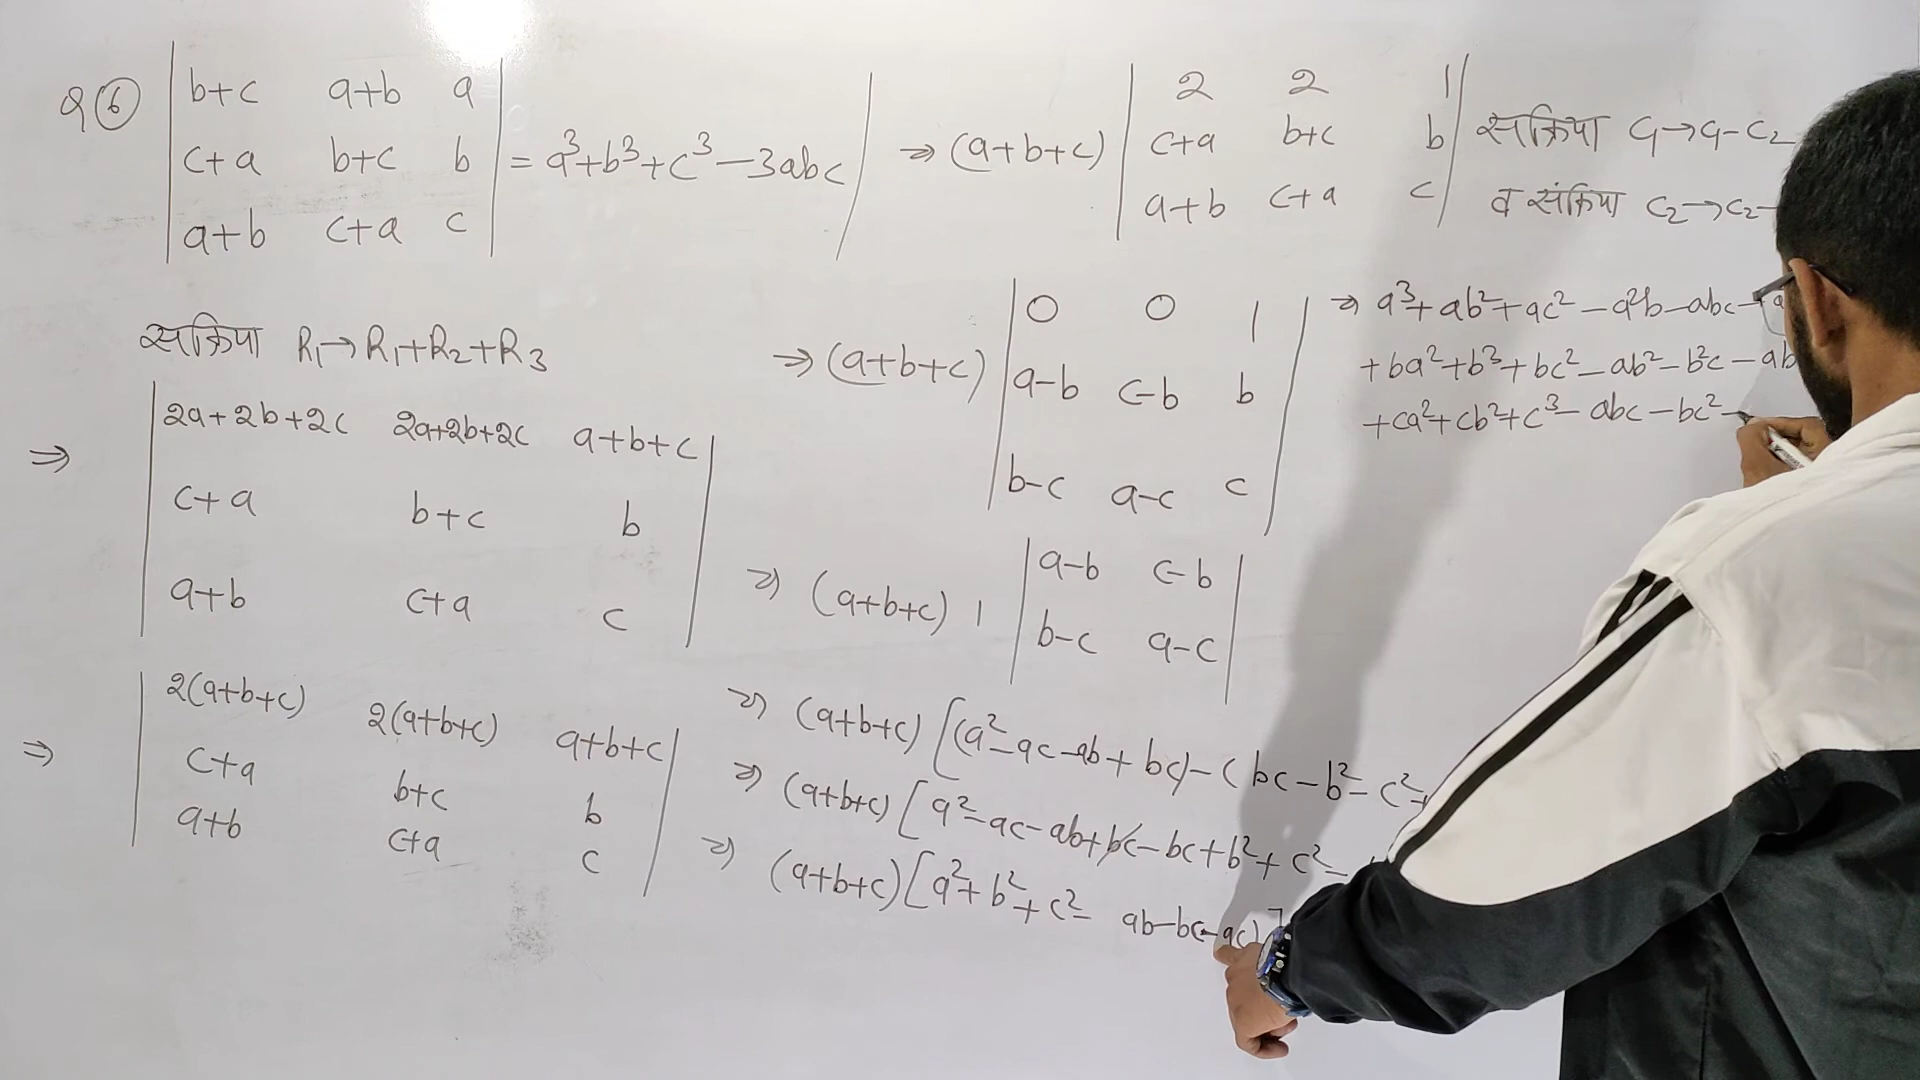 Q⑥ | b+c a+b a |
| c+a b+c b | = a³+b³+c³-3abc
| a+b c+a c |
सक्रिया R₁→R₁+R₂+R₃
⇒ | 2a+2b+2c 2a+2b+2c a+b+c |
| c+a b+c b |
| a+b c+a c |
⇒ | 2(a+b+c) 2(a+b+c) a+b+c |
| c+a b+c b |
| a+b c+a c |
⇒ (a+b+c) | 2 2 1 |
| c+a b+c b | सक्रिया C₁→C₁-C₂
| a+b c+a c | व संक्रिया C₂→C₂-
⇒ (a+b+c) | 0 0 1 |
| a-b c-b b |
| b-c a-c c |
⇒ (a+b+c) 1 | a-b c-b |
| b-c a-c |
⇒ (a+b+c) [(a²-ac-ab+bc)-(bc-b²-c²+
⇒ (a+b+c) [a²-ac-ab+bc-bc+b²+c²-
⇒ (a+b+c) [a²+b²+c²- ab-bc-ac]
⇒ a³+ab²+ac²-a²b-abc-a
+ba²+b³+bc²-ab²-b²c-ab
+ca²+cb²+c³-abc-bc²-